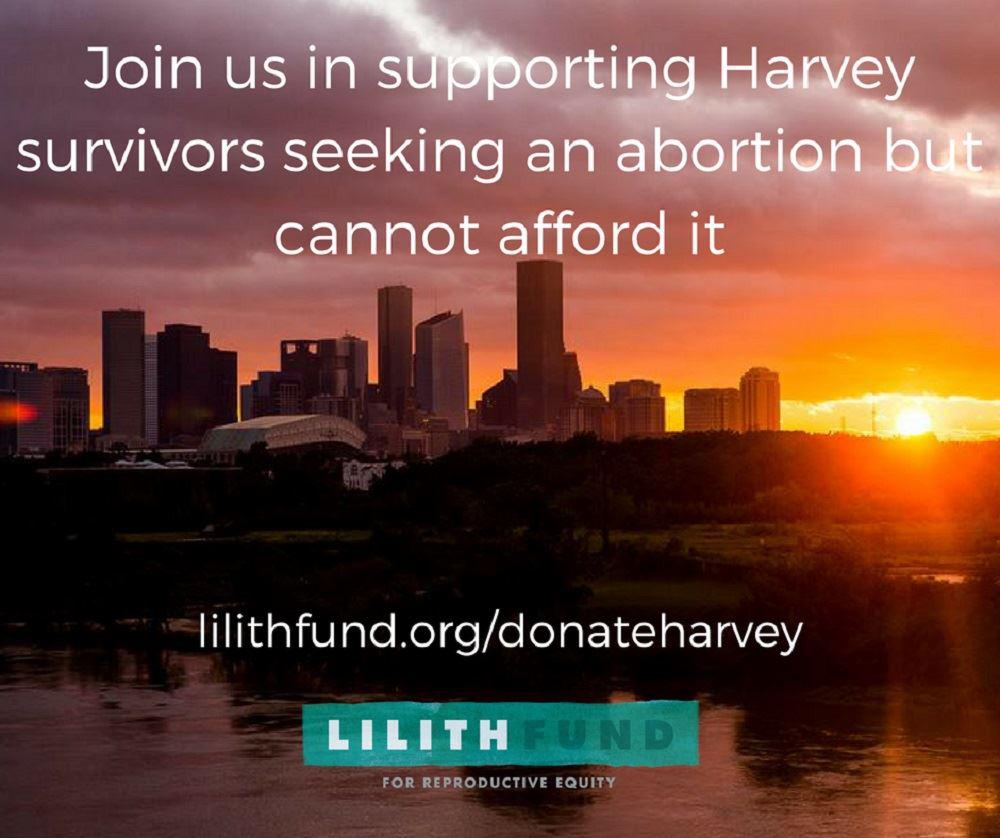 Join us in supporting Harvey
survivors seeking an abortion but
cannot afford it
lilithfund.org/donateharvey
LILITH FUND
FOR REPRODUCTIVE EQUITY